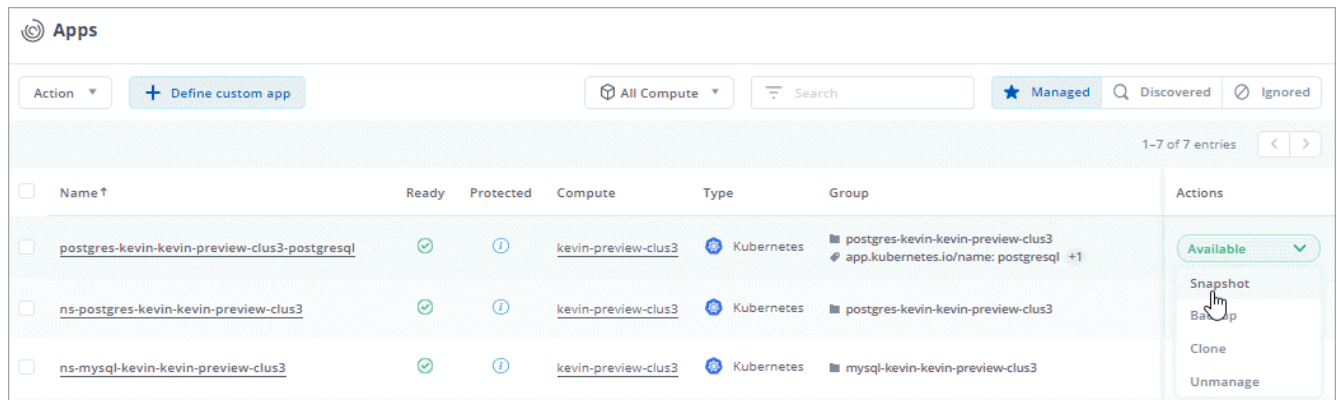 Apps
Action
+ Define custom app
All Compute
Search
Managed
Discovered
Ignored
1–7 of 7 entries
Name↑ Ready Protected Compute Type Group Actions
postgres-kevin-kevin-preview-clus3-postgresql kevin-preview-clus3 Kubernetes postgres-kevin-kevin-preview-clus3
app.kubernetes.io/name: postgresql +1
Available
Snapshot
Backup
Clone
Unmanage
ns-postgres-kevin-kevin-preview-clus3 kevin-preview-clus3 Kubernetes postgres-kevin-kevin-preview-clus3
ns-mysql-kevin-kevin-preview-clus3 kevin-preview-clus3 Kubernetes mysql-kevin-kevin-preview-clus3